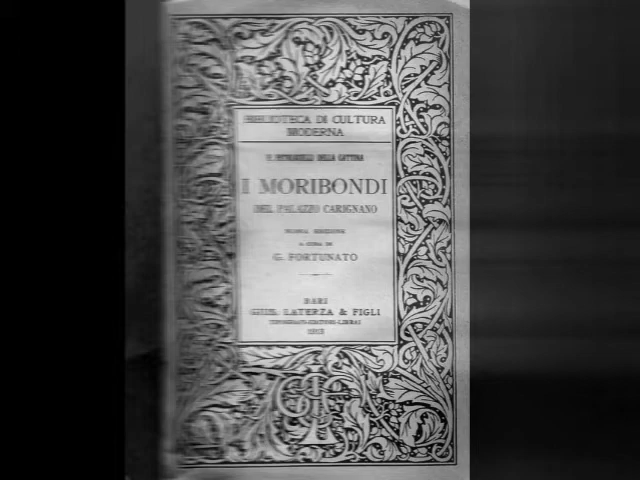 BIBLIOTECA DI CULTURA
MODERNA
F. PETRUCCELLI DELLA GATTINA
I MORIBONDI
DEL PALAZZO CARIGNANO
NUOVA EDIZIONE
A CURA DI
G. FORTUNATO
BARI
GIUS. LATERZA & FIGLI
TIPOGRAFI-EDITORI-LIBRAI
1913